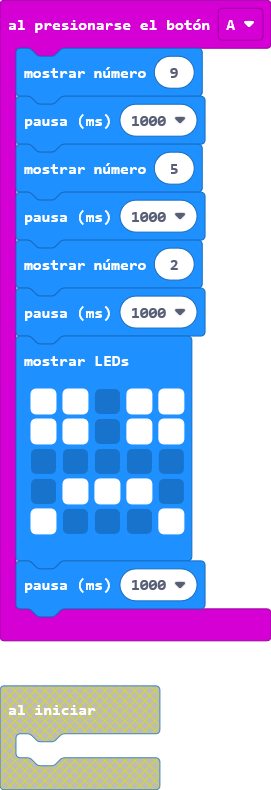 al presionarse el botón A
mostrar número 9
pausa (ms) 1000
mostrar número 5
pausa (ms) 1000
mostrar número 2
pausa (ms) 1000
mostrar LEDs
pausa (ms) 1000
al iniciar